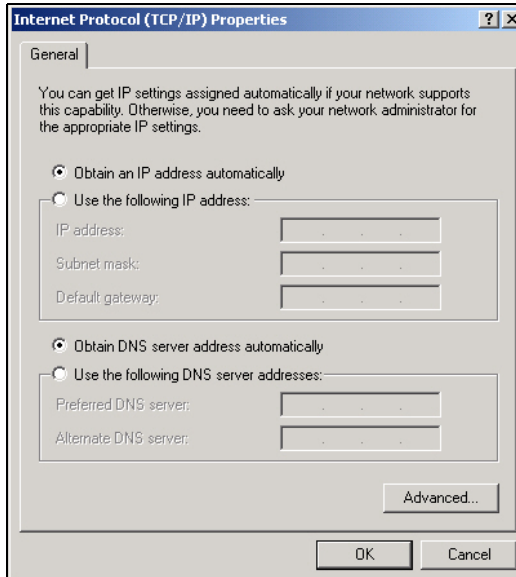 Internet Protocol (TCP/IP) Properties
General
You can get IP settings assigned automatically if your network supports
this capability. Otherwise, you need to ask your network administrator for
the appropriate IP settings.
Obtain an IP address automatically
Use the following IP address:
IP address:
Subnet mask:
Default gateway:
Obtain DNS server address automatically
Use the following DNS server addresses:
Preferred DNS server:
Alternate DNS server:
Advanced...
OK
Cancel